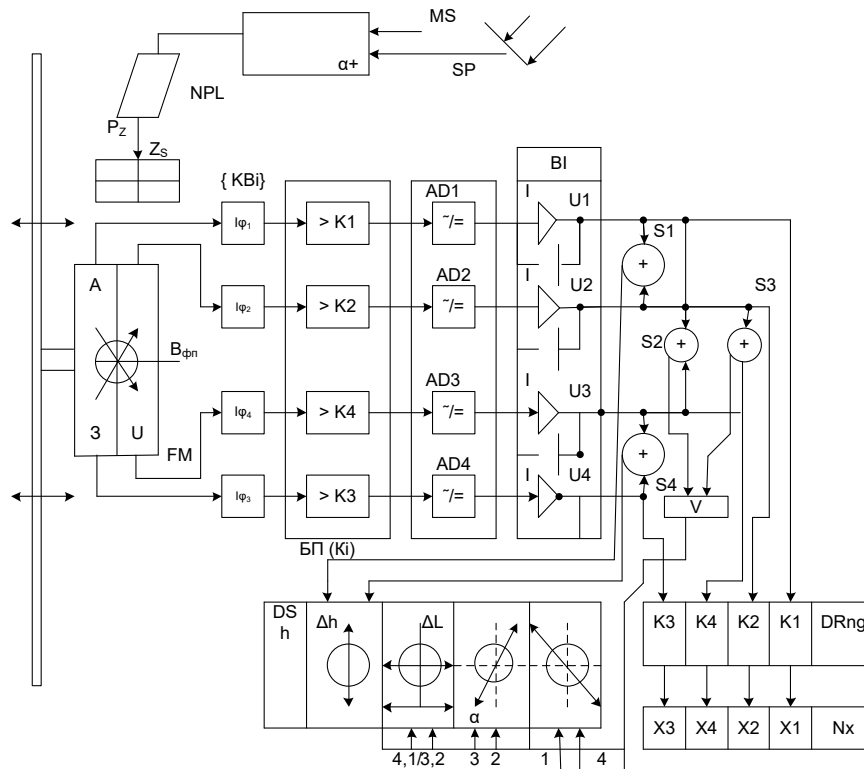 MS
α+
SP
NPL
P_Z
Z_S
{ KBi}
BI
AD1
I
U1
Iφ₁
> K1
~/=
S1
A
AD2
I
U2
S3
Iφ₂
> K2
~/=
S2
B_фп
AD3
I
U3
Iφ₄
> K4
~/=
З
U
FM
AD4
I
U4
S4
Iφ₃
> K3
~/=
V
+
+
+
+
БП (Кi)
DS
h
Δh
ΔL
α
K3
K4
K2
K1
DRng
X3
X4
X2
X1
Nx
4,1/3,2
3
2
1
4